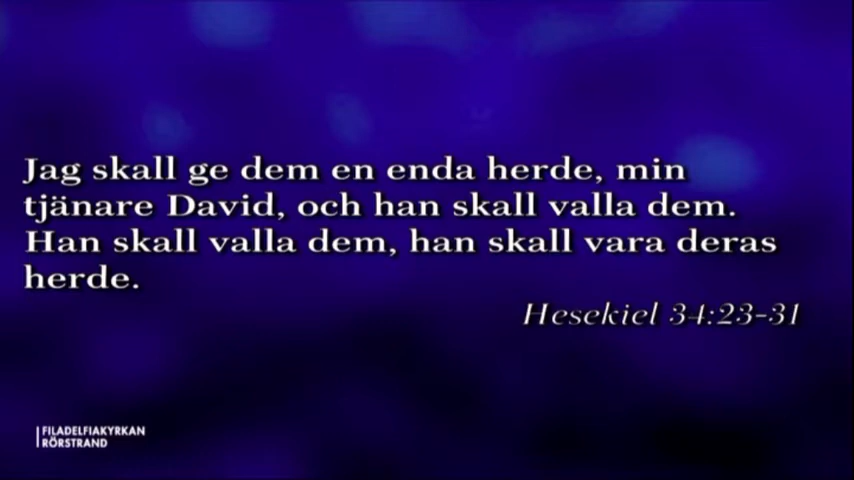 Jag skall ge dem en enda herde, min
tjänare David, och han skall valla dem.
Han skall valla dem, han skall vara deras
herde.
Hesekiel 34:23-31
FILADELFIAKYRKAN
RÖRSTRAND